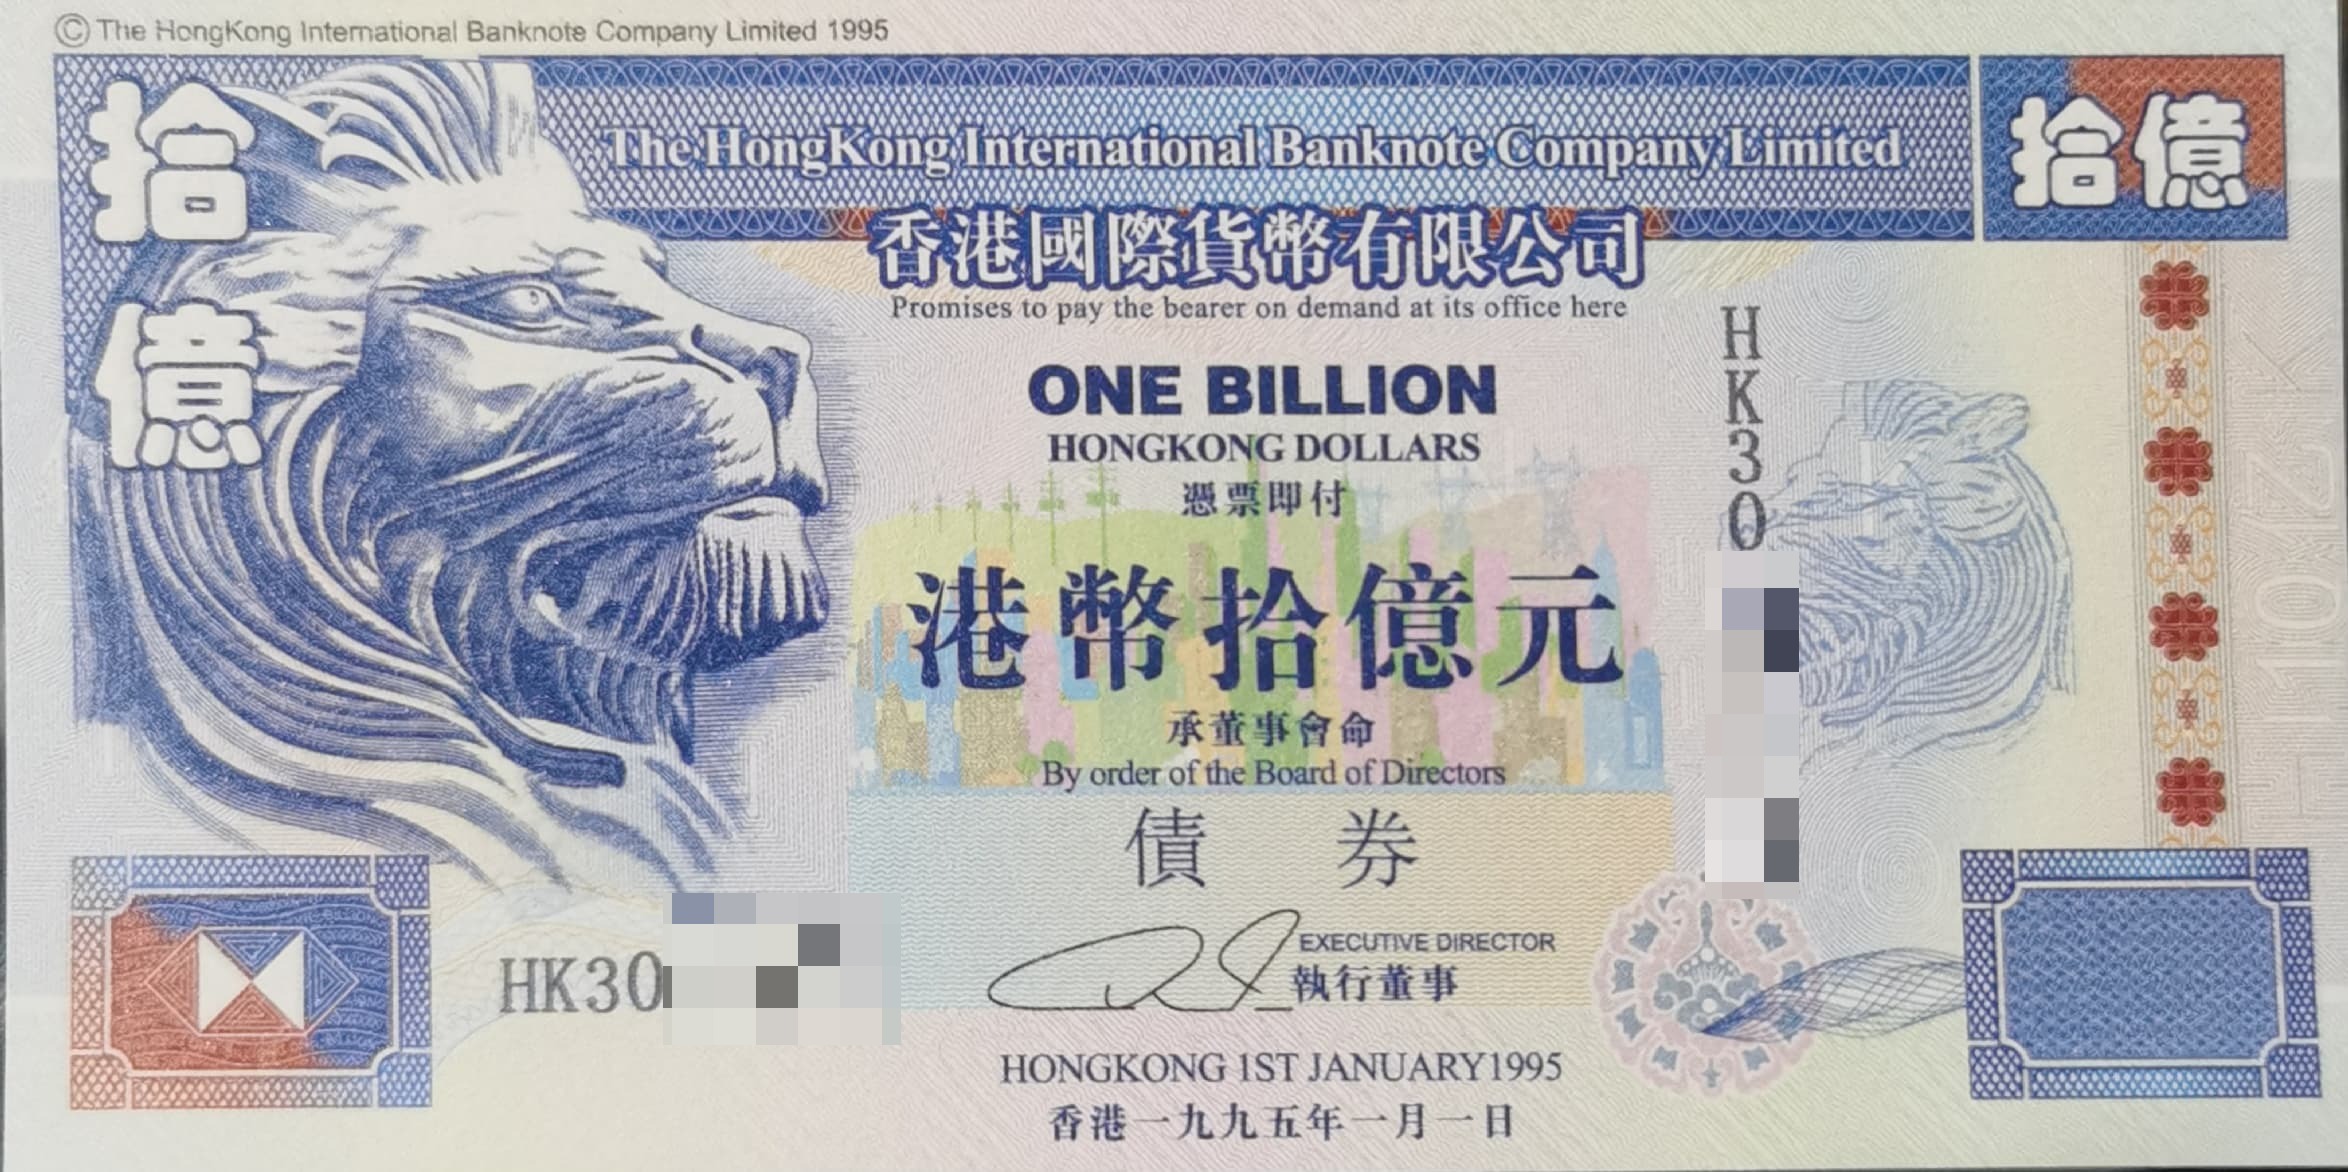 © The HongKong International Banknote Company Limited 1995
拾億
The HongKong International Banknote Company Limited
拾億
香港國際貨幣有限公司
Promises to pay the bearer on demand at its office here
ONE BILLION
HONGKONG DOLLARS
憑票即付
港幣拾億元
承董事會命
By order of the Board of Directors
債 券
HK30
EXECUTIVE DIRECTOR
執行董事
HK30
HONGKONG 1ST JANUARY1995
香港一九九五年一月一日